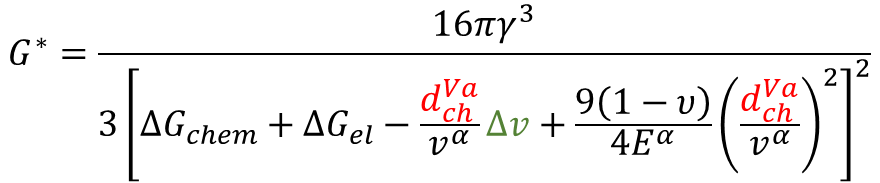 G* = 16πγ³ / 3[ΔG_chem + ΔG_el − (d_ch^Va / v^α) Δv + (9(1 − υ) / 4E^α)(d_ch^Va / v^α)²]²